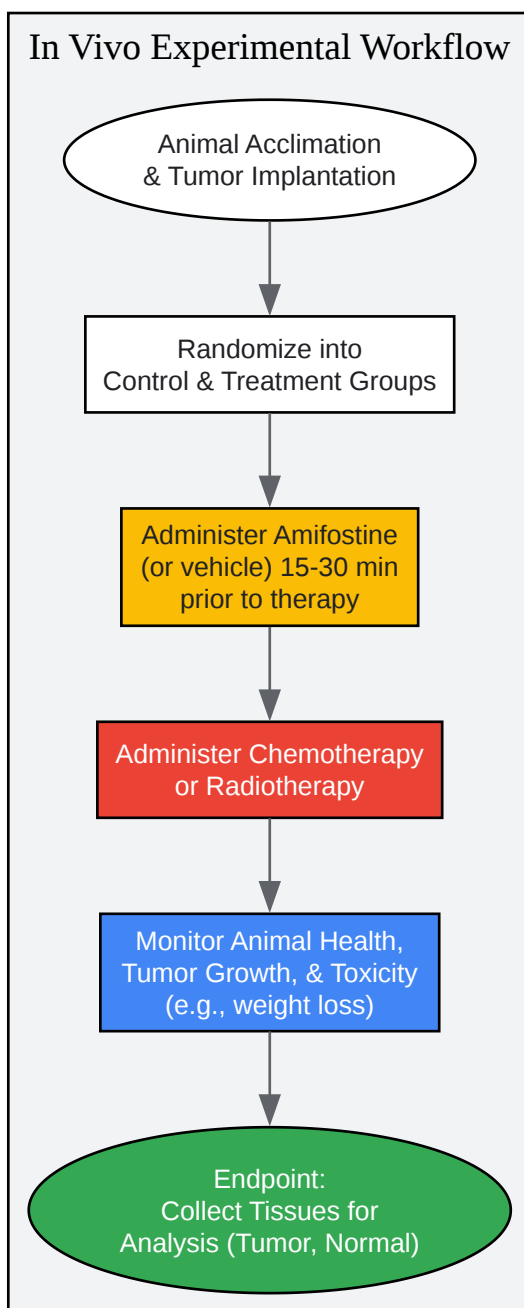 In Vivo Experimental Workflow
Animal Acclimation
& Tumor Implantation
Randomize into
Control & Treatment Groups
Administer Amifostine
(or vehicle) 15-30 min
prior to therapy
Administer Chemotherapy
or Radiotherapy
Monitor Animal Health,
Tumor Growth, & Toxicity
(e.g., weight loss)
Endpoint:
Collect Tissues for
Analysis (Tumor, Normal)